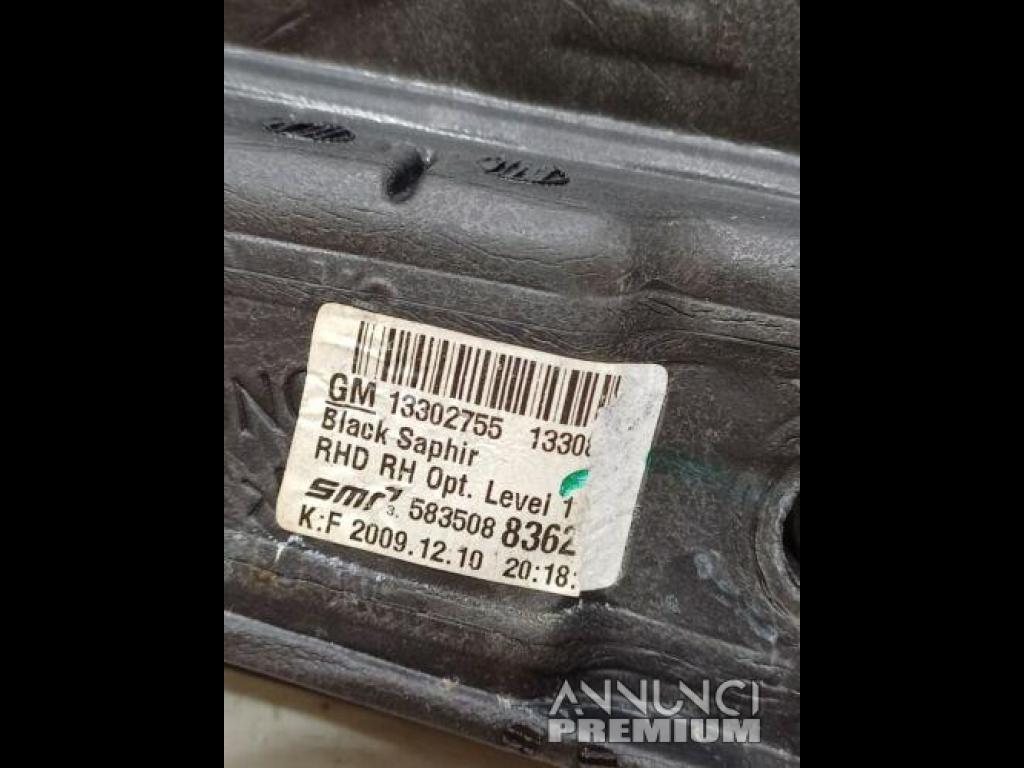 GM 13302755 1330
Black Saphir
RHD RH Opt. Level 1
smr 3. 583508 8362
K:F 2009.12.10 20:18:
ANNUNCI
PREMIUM